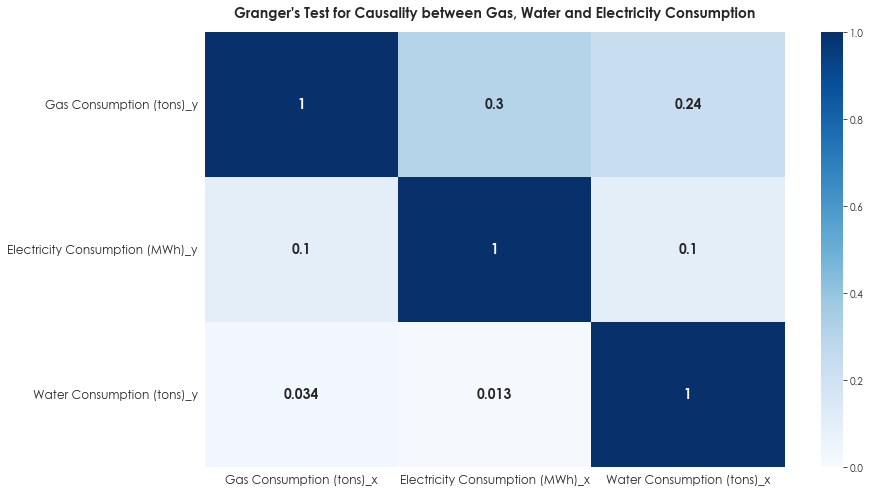 Granger's Test for Causality between Gas, Water and Electricity Consumption
Gas Consumption (tons)_y
1
0.3
0.24
Electricity Consumption (MWh)_y
0.1
1
0.1
Water Consumption (tons)_y
0.034
0.013
1
Gas Consumption (tons)_x
Electricity Consumption (MWh)_x
Water Consumption (tons)_x
1.0
0.8
0.6
0.4
0.2
0.0